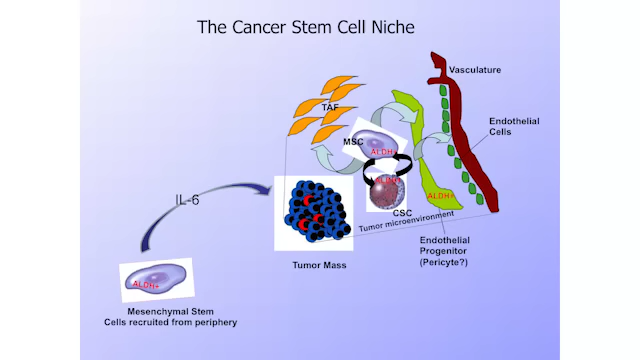 The Cancer Stem Cell Niche
Vasculature
TAF
Endothelial
Cells
MSC
ALDH+
ALDH+
CSC
Tumor microenvironment
IL-6
Endothelial
Progenitor
(Pericyte?)
Tumor Mass
ALDH+
Mesenchymal Stem
Cells recruited from periphery